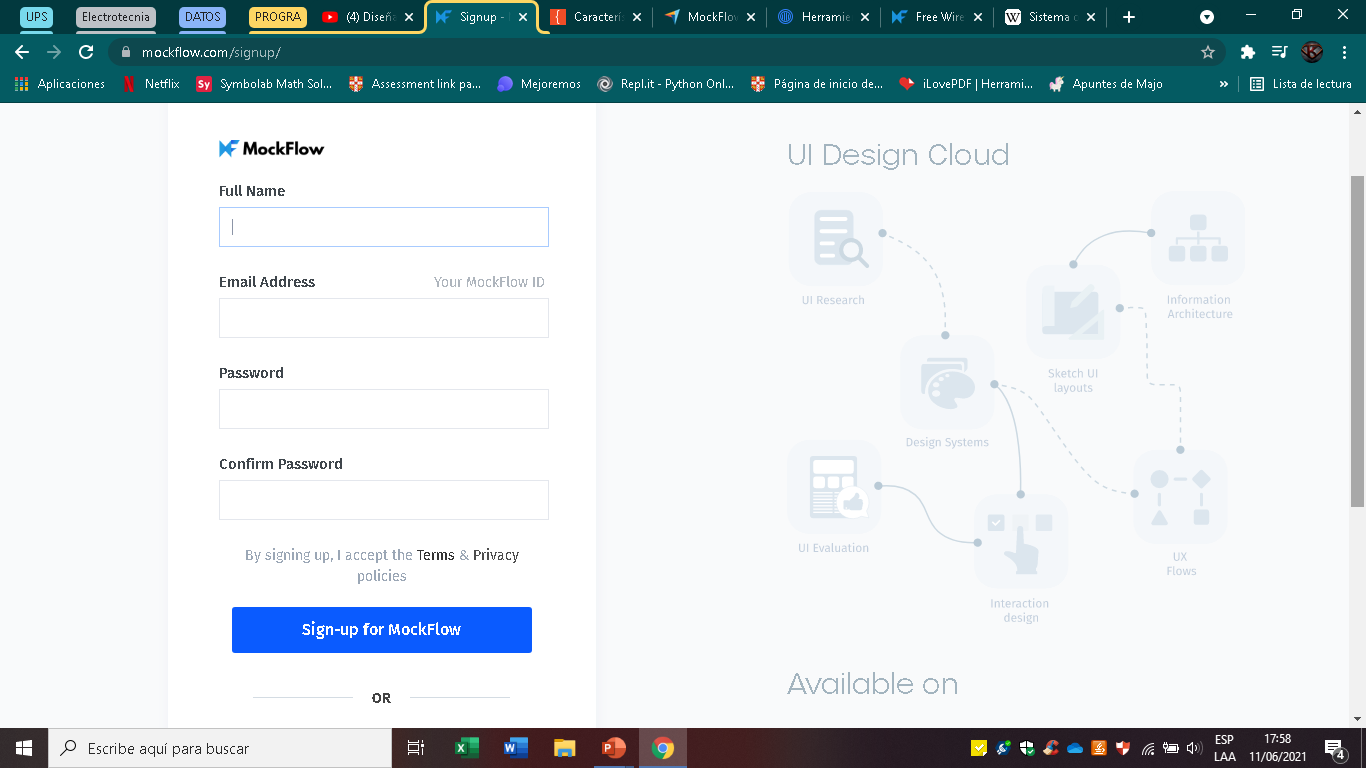 UPS
Electrotecnia
DATOS
PROGRA
(4) Diseña
Signup -
Caracterís
MockFlow
Herramie
Free Wire
Sistema
mockflow.com/signup/
Aplicaciones
Netflix
Symbolab Math Sol...
Assessment link pa...
Mejoremos
Repl.it - Python Onl...
Página de inicio de...
iLovePDF | Herrami...
Apuntes de Majo
»
Lista de lectura
MockFlow
Full Name
Email Address
Your MockFlow ID
Password
Confirm Password
By signing up, I accept the Terms & Privacy
policies
Sign-up for MockFlow
OR
UI Design Cloud
UI Research
Information
Architecture
Sketch UI
layouts
Design Systems
UI Evaluation
UX
Flows
Interaction
design
Available on
Escribe aquí para buscar
ESP
LAA
17:58
11/06/2021
4